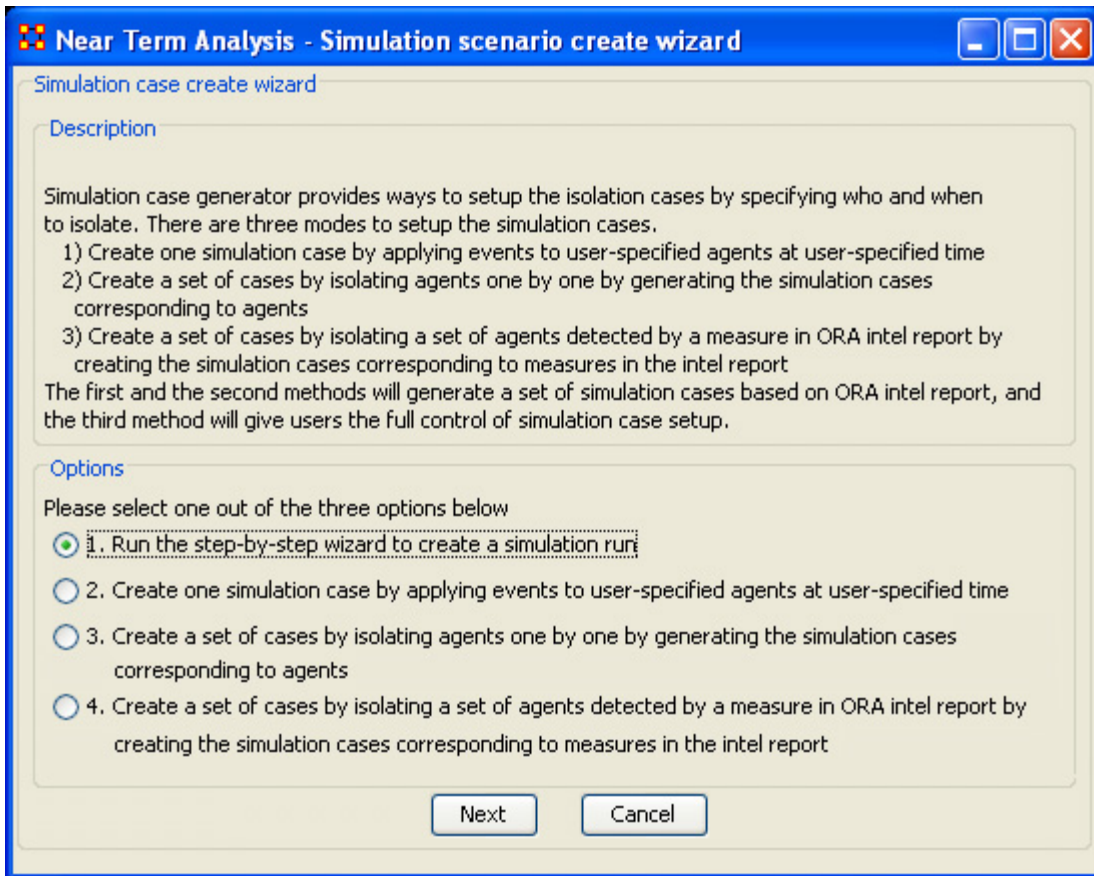 Near Term Analysis - Simulation scenario create wizard
Simulation case create wizard
Description
Simulation case generator provides ways to setup the isolation cases by specifying who and when
to isolate. There are three modes to setup the simulation cases.
1) Create one simulation case by applying events to user-specified agents at user-specified time
2) Create a set of cases by isolating agents one by one by generating the simulation cases
corresponding to agents
3) Create a set of cases by isolating a set of agents detected by a measure in ORA intel report by
creating the simulation cases corresponding to measures in the intel report
The first and the second methods will generate a set of simulation cases based on ORA intel report, and
the third method will give users the full control of simulation case setup.
Options
Please select one out of the three options below
1. Run the step-by-step wizard to create a simulation run
2. Create one simulation case by applying events to user-specified agents at user-specified time
3. Create a set of cases by isolating agents one by one by generating the simulation cases
corresponding to agents
4. Create a set of cases by isolating a set of agents detected by a measure in ORA intel report by
creating the simulation cases corresponding to measures in the intel report
Next Cancel